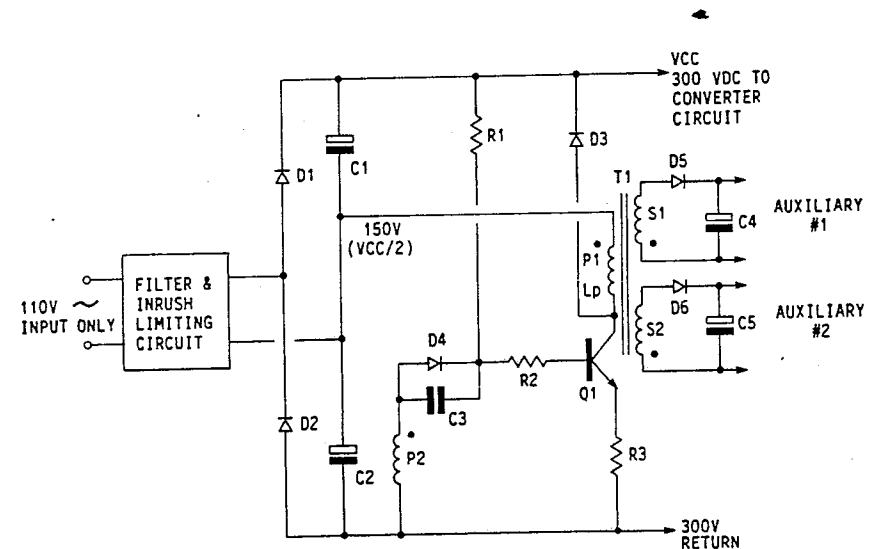 VCC
300 VDC TO
CONVERTER
CIRCUIT
R1
D3
C1
D1
T1
D5
S1
C4
AUXILIARY
#1
150V
(VCC/2)
P1
Lp
FILTER &
INRUSH
LIMITING
CIRCUIT
110V ~
INPUT ONLY
D6
S2
C5
AUXILIARY
#2
D4
R2
Q1
C3
D2
P2
C2
R3
300V
RETURN